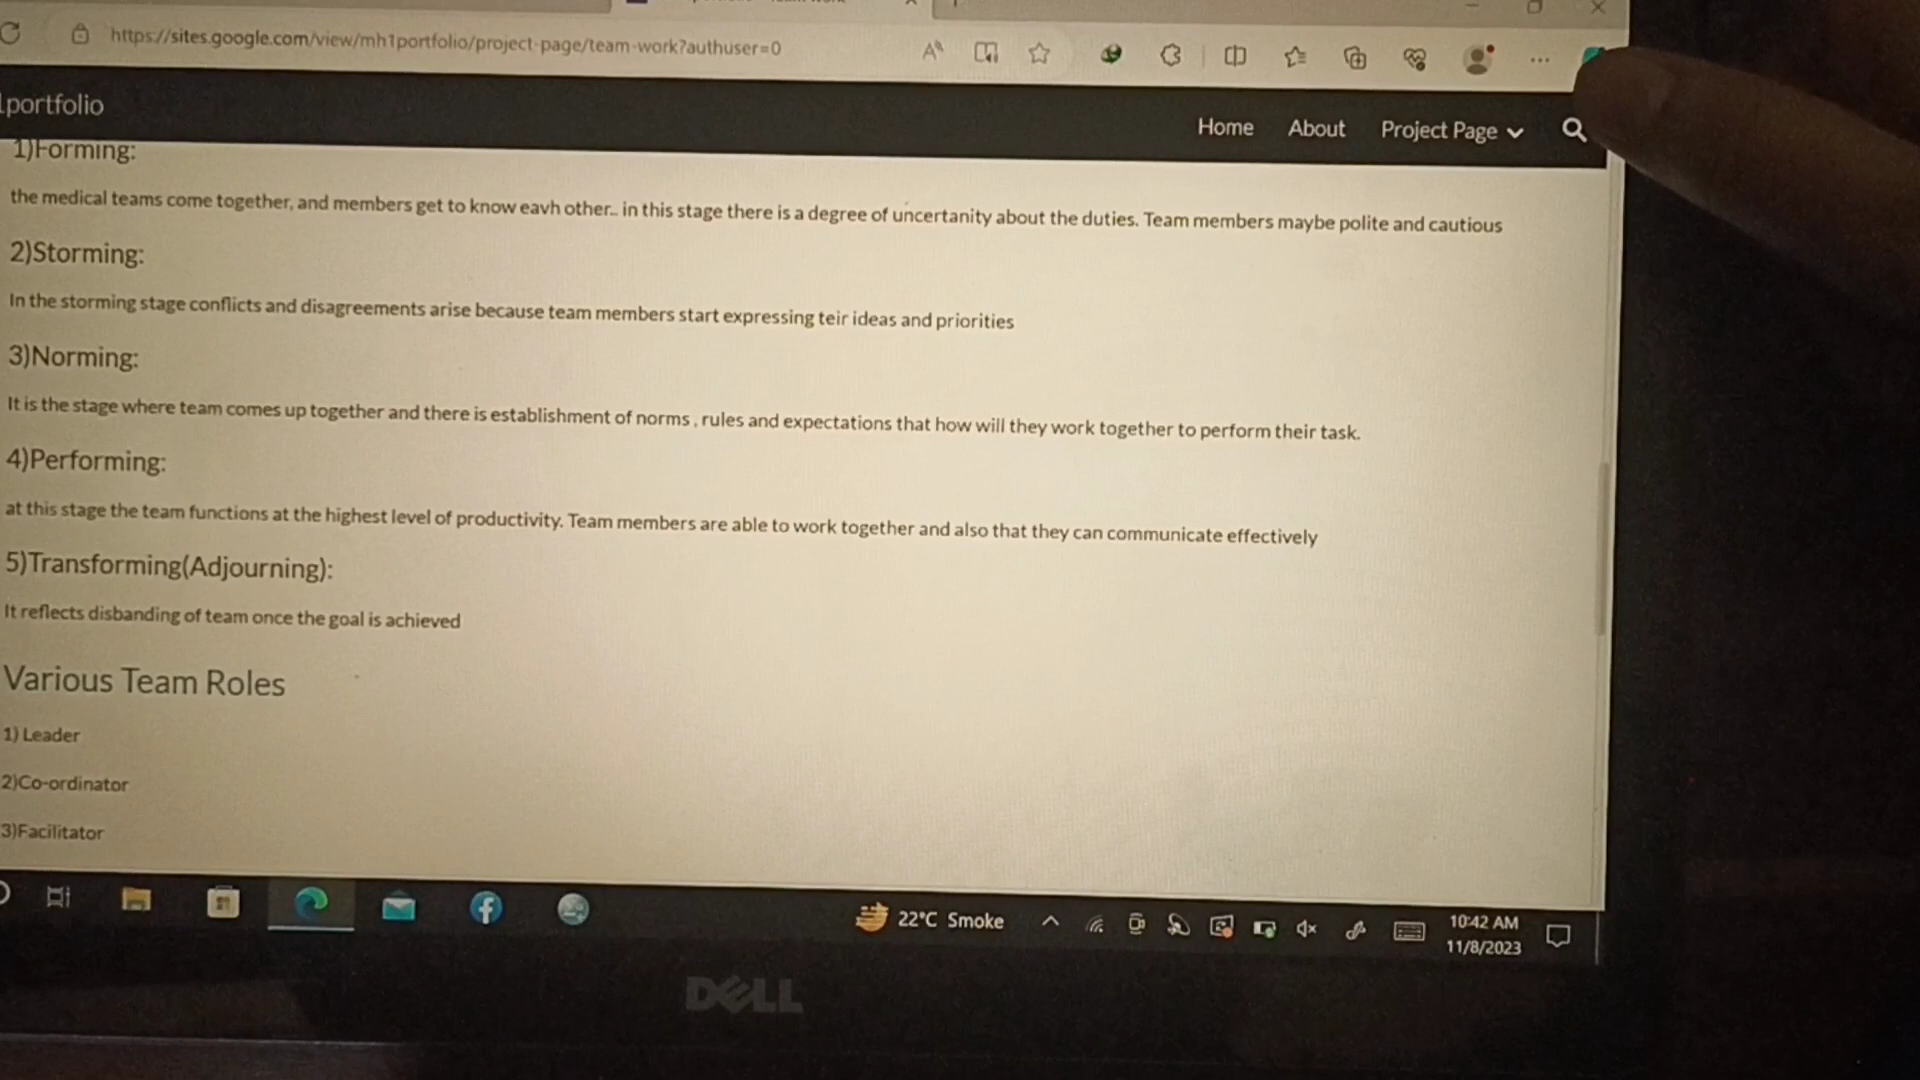 https://sites.google.com/view/mh1portfolio/project-page/team-work?authuser=0
portfolio
Home About Project Page
1)Forming:
the medical teams come together, and members get to know eavh other.. in this stage there is a degree of uncertanity about the duties. Team members maybe polite and cautious
2)Storming:
In the storming stage conflicts and disagreements arise because team members start expressing teir ideas and priorities
3)Norming:
It is the stage where team comes up together and there is establishment of norms , rules and expectations that how will they work together to perform their task.
4)Performing:
at this stage the team functions at the highest level of productivity. Team members are able to work together and also that they can communicate effectively
5)Transforming(Adjourning):
It reflects disbanding of team once the goal is achieved
Various Team Roles
1) Leader
2)Co-ordinator
3)Facilitator
22°C Smoke
10:42 AM
11/8/2023
DELL